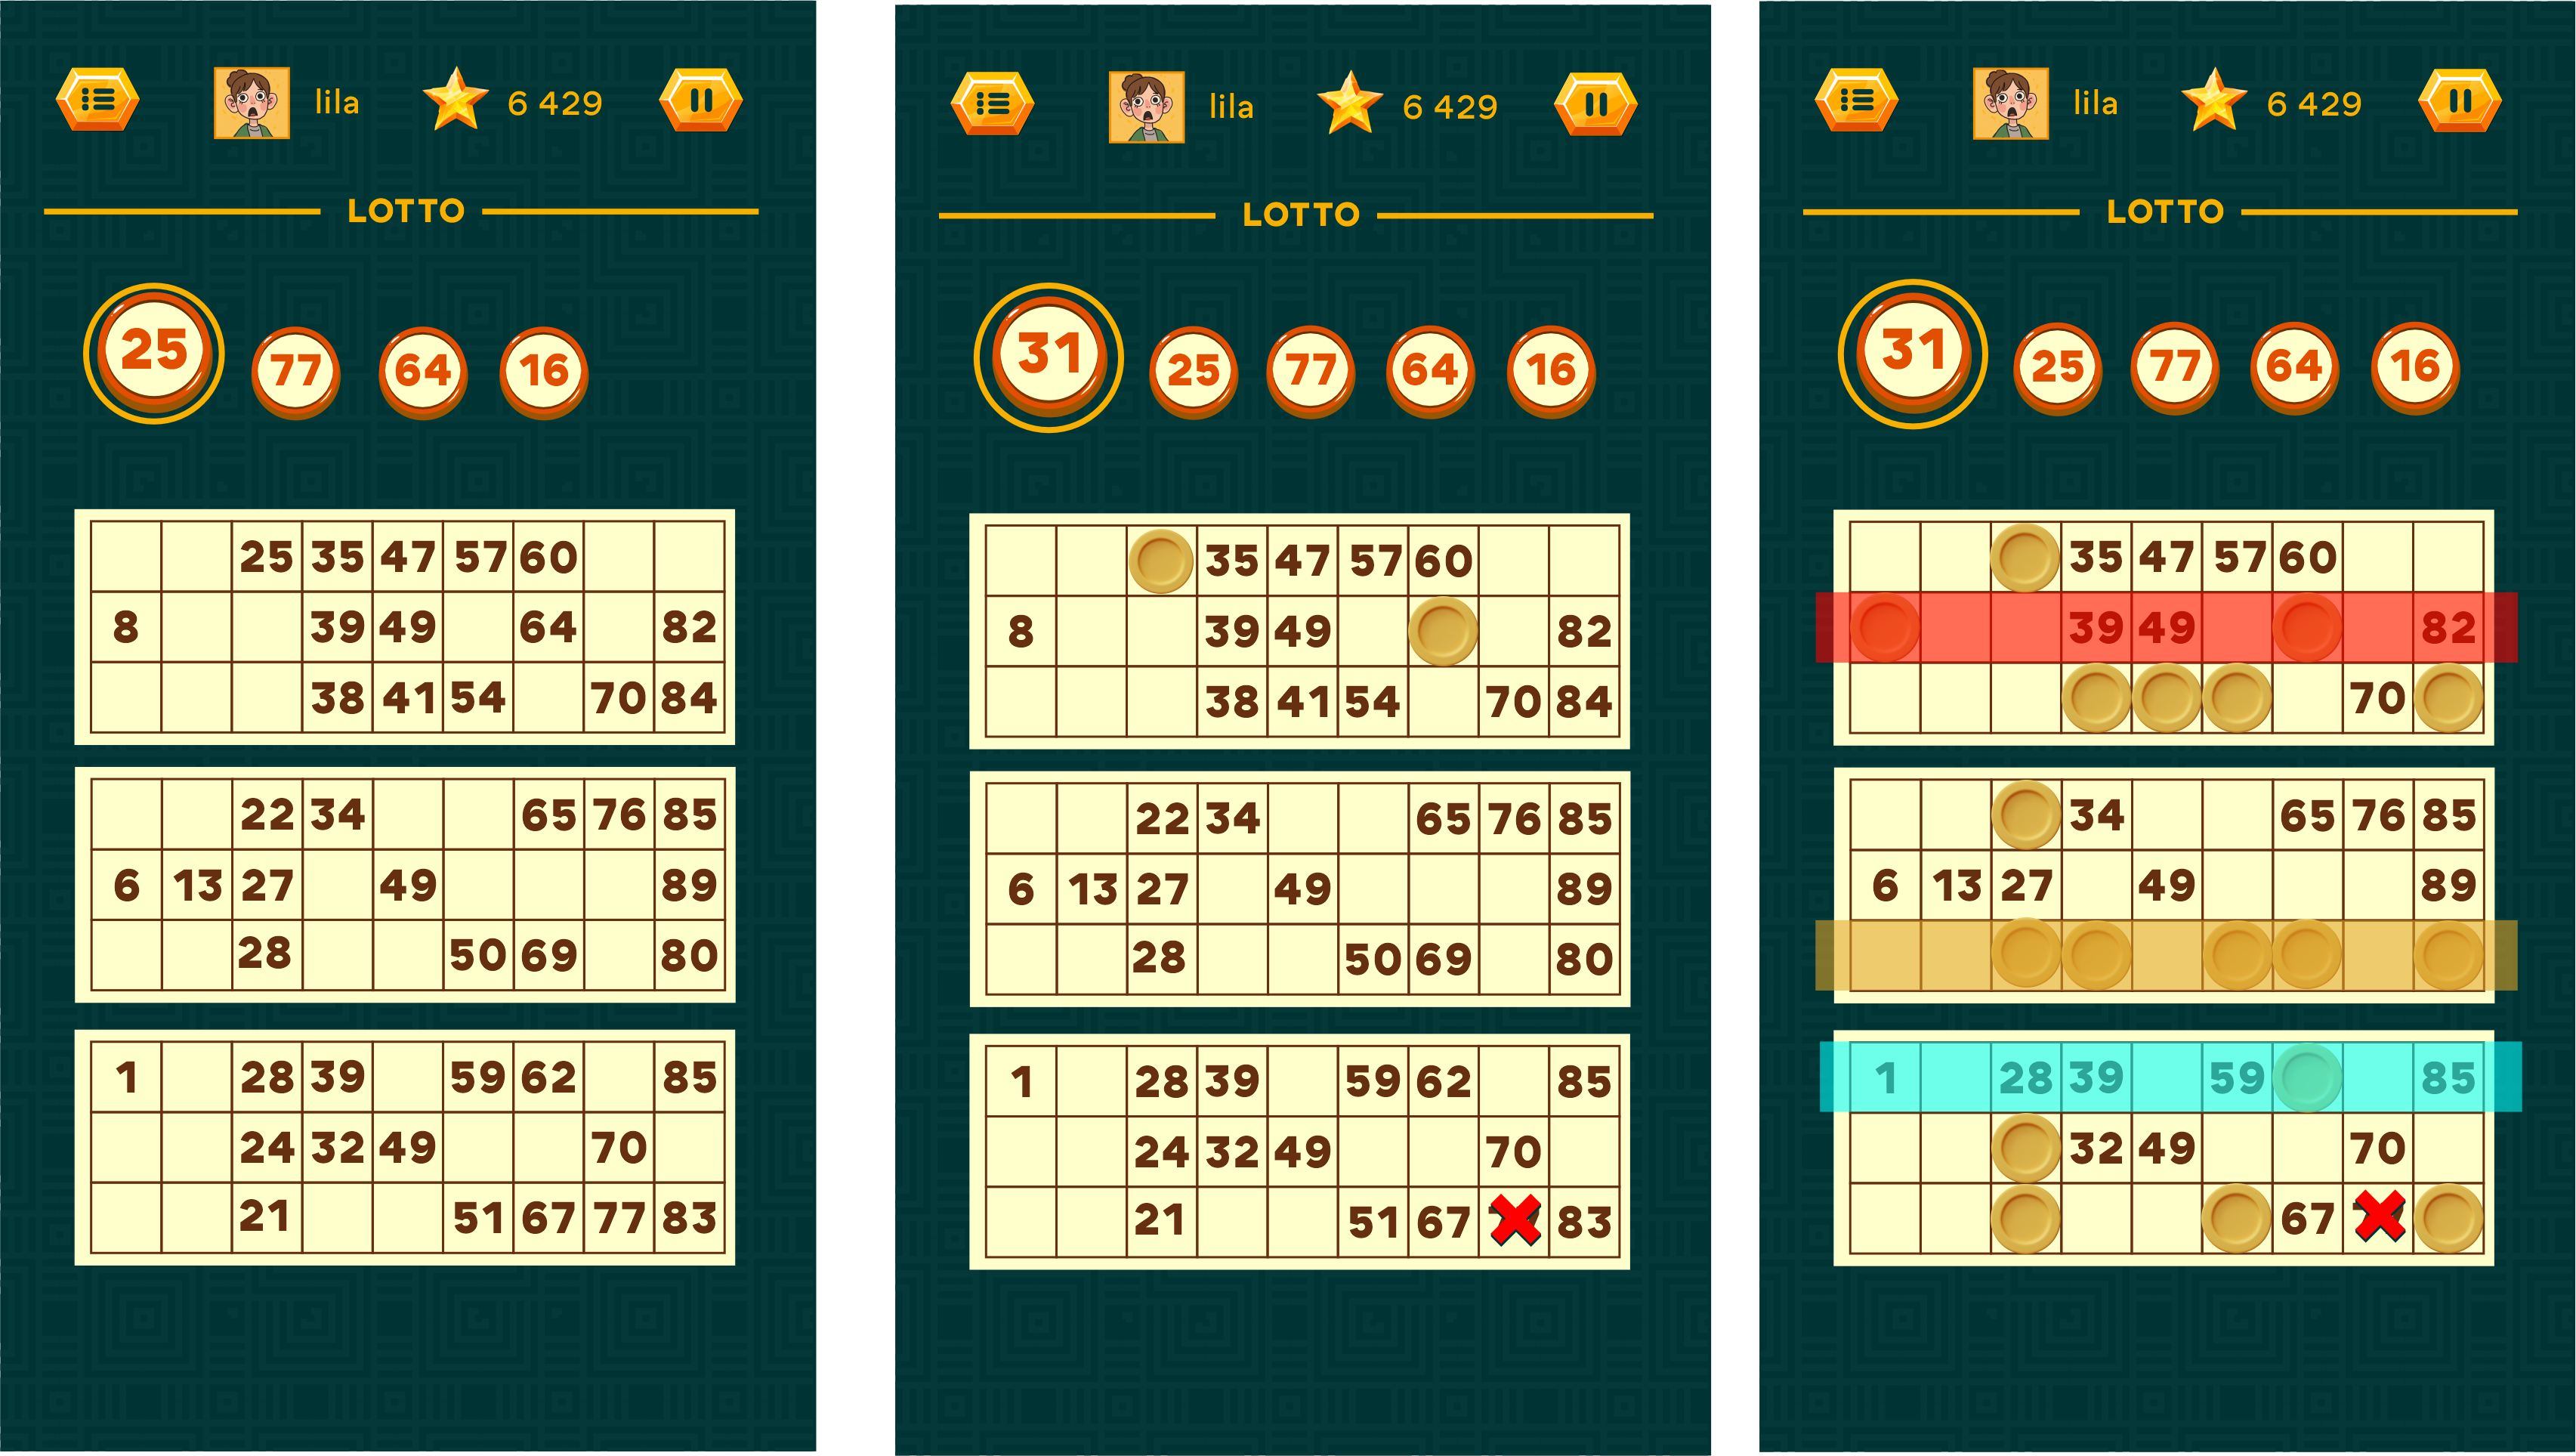 lila 6 429
LOTTO
25 77 64 16
25 35 47 57 60
8 39 49 64 82
38 41 54 70 84
22 34 65 76 85
6 13 27 49 89
28 50 69 80
1 28 39 59 62 85
24 32 49 70
21 51 67 77 83
lila 6 429
LOTTO
31 25 77 64 16
35 47 57 60
8 39 49 82
38 41 54 70 84
22 34 65 76 85
6 13 27 49 89
28 50 69 80
1 28 39 59 62 85
24 32 49 70
21 51 67 83
lila 6 429
LOTTO
31 25 77 64 16
35 47 57 60
39 49 82
70
34 65 76 85
6 13 27 49 89
1 28 39 59 85
32 49 70
67